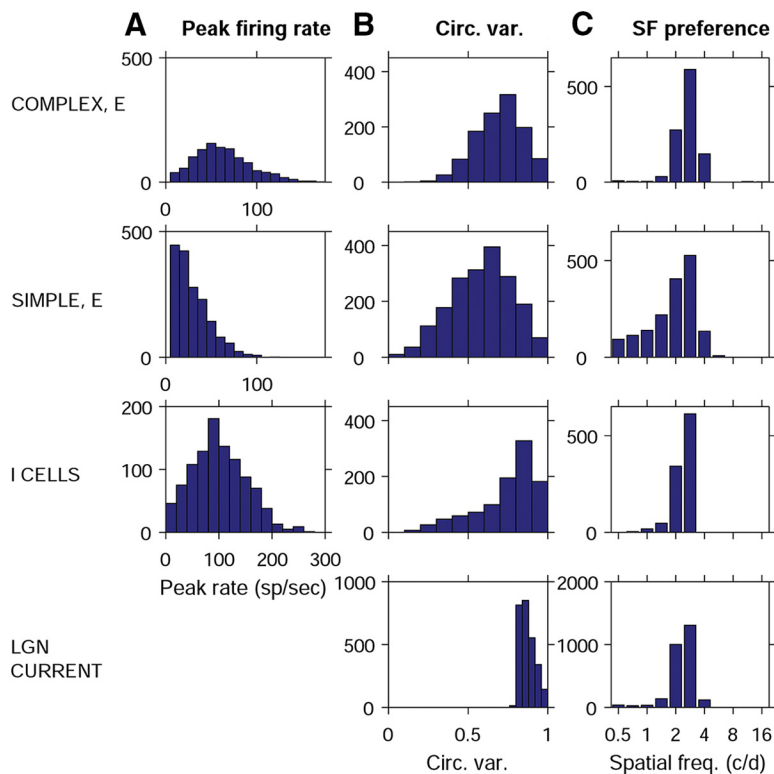 A Peak firing rate B Circ. var. C SF preference
500 400 500
COMPLEX, E
200
0 0 0
0 100
500 400 500
SIMPLE, E
200
0 0 0
0 100
200 400 500
I CELLS 100 200
0 0 0
0 100 200 300
Peak rate (sp/sec) 1000 2000
LGN 500 1000
CURRENT
0 0
0 0.5 1 0.5 1 2 4 8 16
Circ. var. Spatial freq. (c/d)